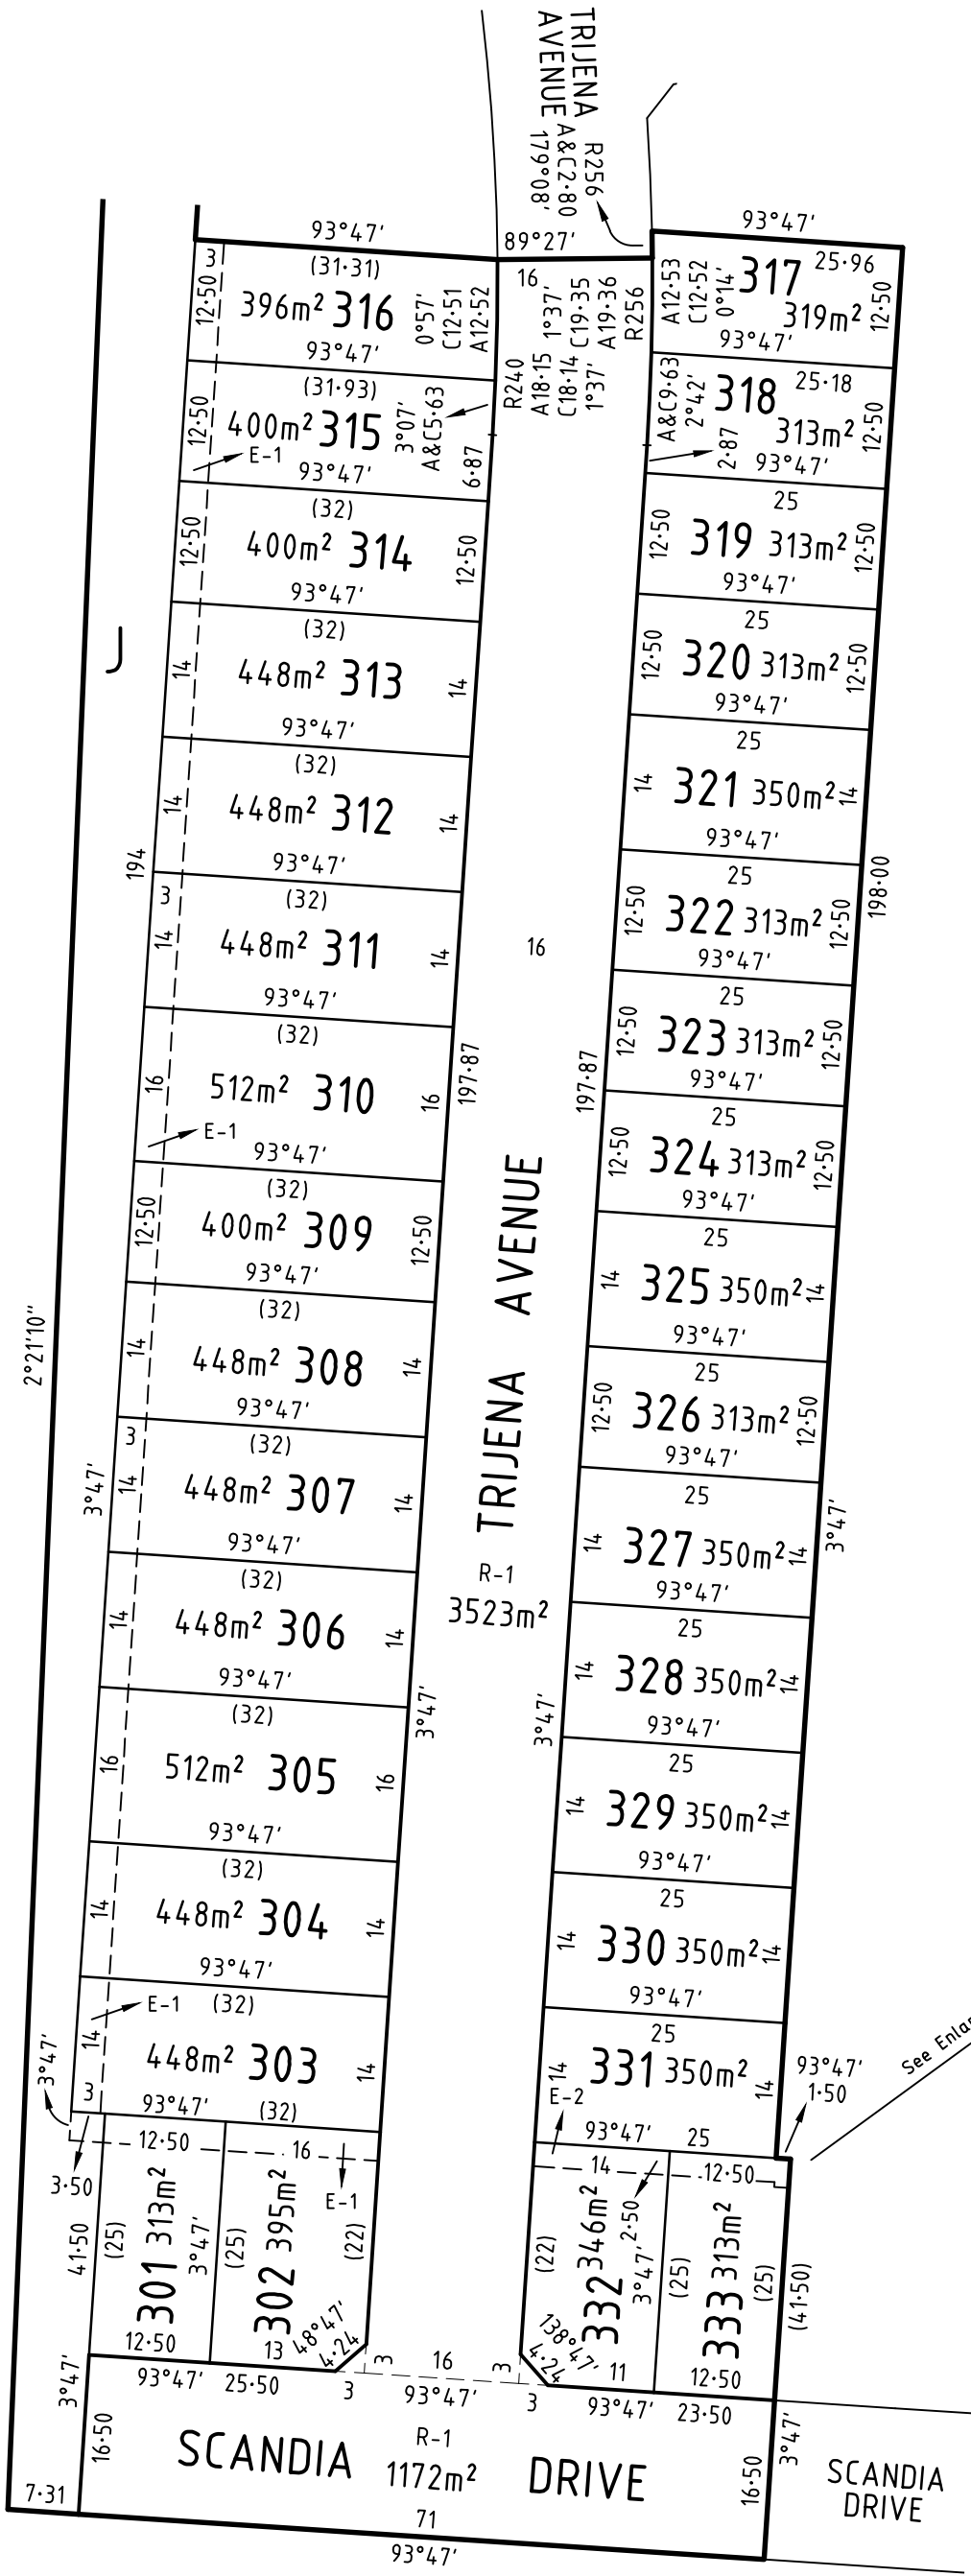 TRIJENA
AVENUE
R256
A&C2·80
179°08'
93°47'
89°27'
93°47'
3
(31·31)
12·50
396m² 316
0°57'
C12·51
A12·52
93°47'
16
1°37'
C19·35
A19·36
R256
R240
A18·15
C18·14
1°37'
A12·53
C12·52
0°14'
317
25·96
319m²
12·50
93°47'
(31·93)
12·50
400m² 315
3°07'
A&C5·63
6·87
E-1
93°47'
A&C9·63
2°42'
318
25·18
313m²
12·50
2·87
93°47'
(32)
12·50
400m² 314
12·50
93°47'
25
12·50
319 313m²
12·50
93°47'
(32)
14
448m² 313
14
93°47'
25
12·50
320 313m²
12·50
93°47'
J
(32)
14
448m² 312
14
93°47'
25
14
321 350m²
14
93°47'
194
3
(32)
14
448m² 311
14
93°47'
16
25
12·50
322 313m²
12·50
93°47'
198·00
(32)
16
512m² 310
16
E-1
93°47'
197·87
197·87
25
12·50
323 313m²
12·50
93°47'
25
12·50
324 313m²
12·50
93°47'
(32)
12·50
400m² 309
12·50
93°47'
TRIJENA AVENUE
25
14
325 350m²
14
93°47'
2°21'10"
(32)
14
448m² 308
14
93°47'
25
12·50
326 313m²
12·50
93°47'
3
(32)
14
448m² 307
14
93°47'
3°47'
25
14
327 350m²
14
93°47'
3°47'
R-1
3523m²
(32)
14
448m² 306
14
93°47'
25
14
328 350m²
14
93°47'
(32)
16
512m² 305
16
93°47'
3°47'
3°47'
25
14
329 350m²
14
93°47'
(32)
14
448m² 304
14
93°47'
25
14
330 350m²
14
93°47'
E-1
(32)
14
448m² 303
14
3
93°47'
(32)
3°47'
25
14
331 350m²
14
E-2
93°47'
25
93°47'
1·50
See Enlar
12·50
16
3·50
41·50
(25)
301 313m²
3°47'
12·50
(25)
302 395m²
E-1
(22)
13
48°47'
4·24
14
12·50
(22)
332 346m²
2·50
3°47'
138°47'
4·24
11
(25)
333 313m²
(25)
12·50
(41·50)
3°47'
93°47'
25·50
3
3
16
93°47'
3
3
93°47'
23·50
3°47'
16·50
SCANDIA DRIVE
R-1
1172m²
16·50
SCANDIA
DRIVE
7·31
71
93°47'